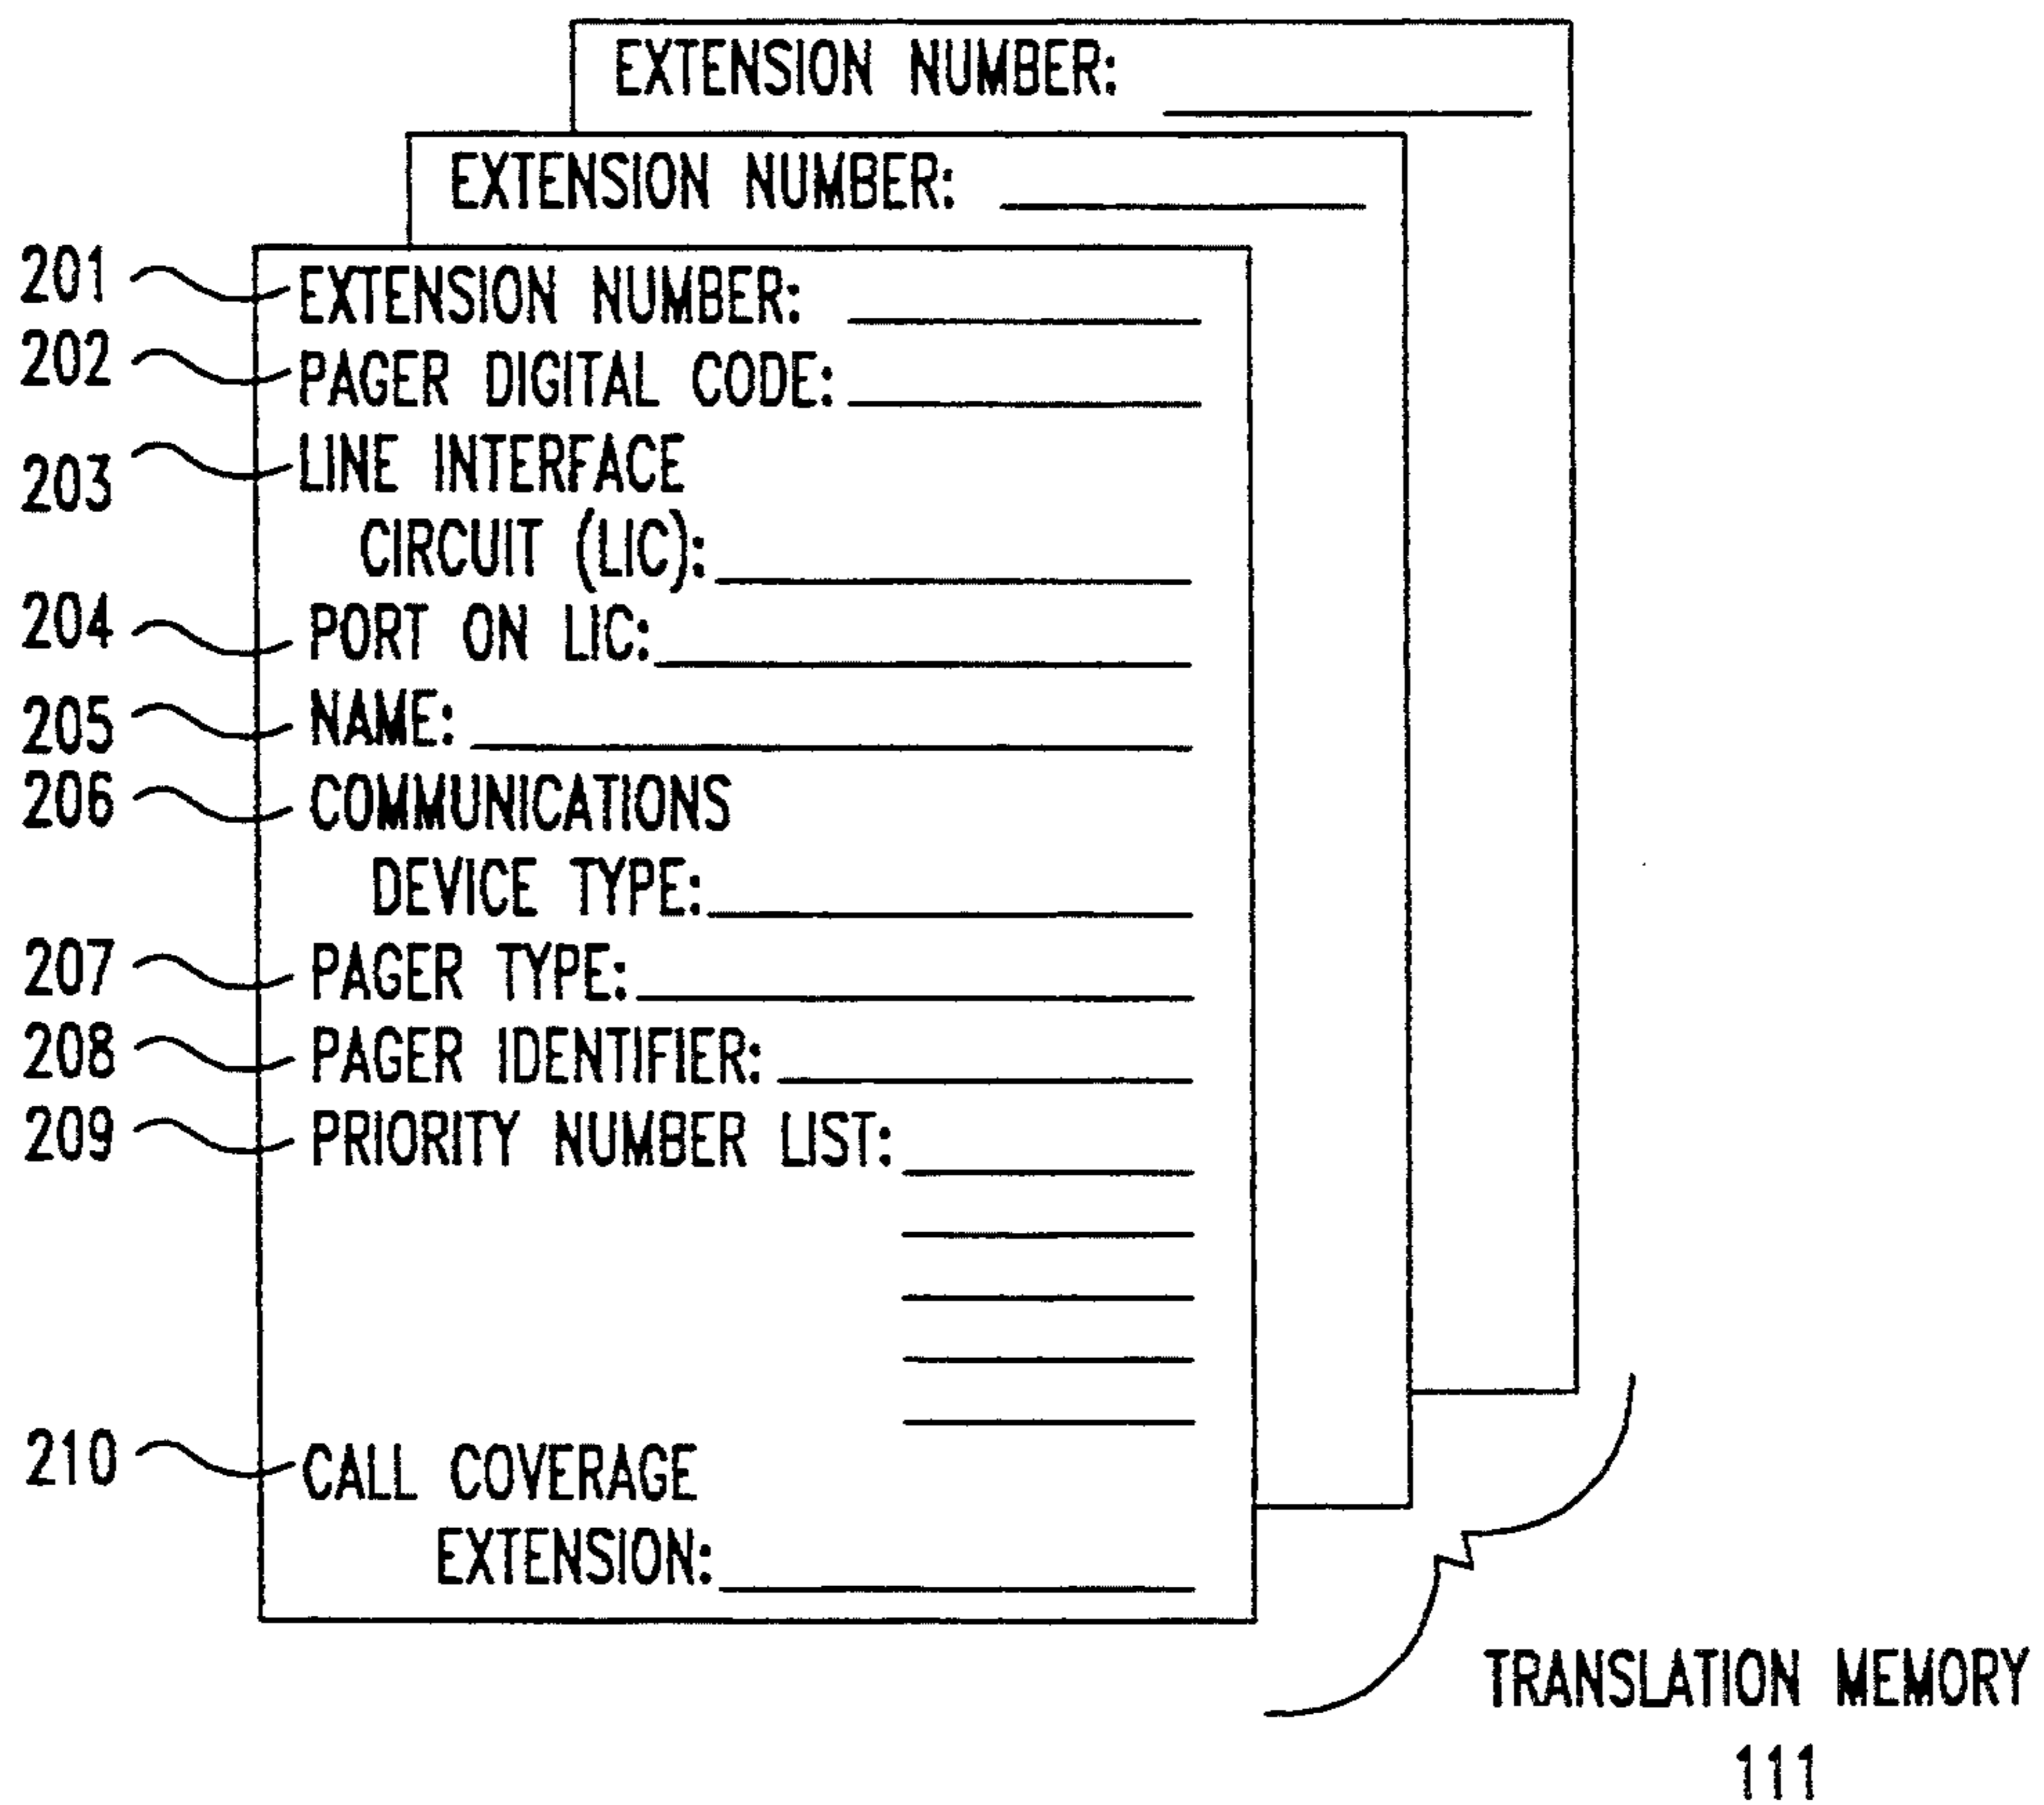 EXTENSION NUMBER:
EXTENSION NUMBER:
201 EXTENSION NUMBER:
202 PAGER DIGITAL CODE:
203 LINE INTERFACE
CIRCUIT (LIC):
204 PORT ON LIC:
205 NAME:
206 COMMUNICATIONS
DEVICE TYPE:
207 PAGER TYPE:
208 PAGER IDENTIFIER:
209 PRIORITY NUMBER LIST:
210 CALL COVERAGE
EXTENSION:
TRANSLATION MEMORY
111